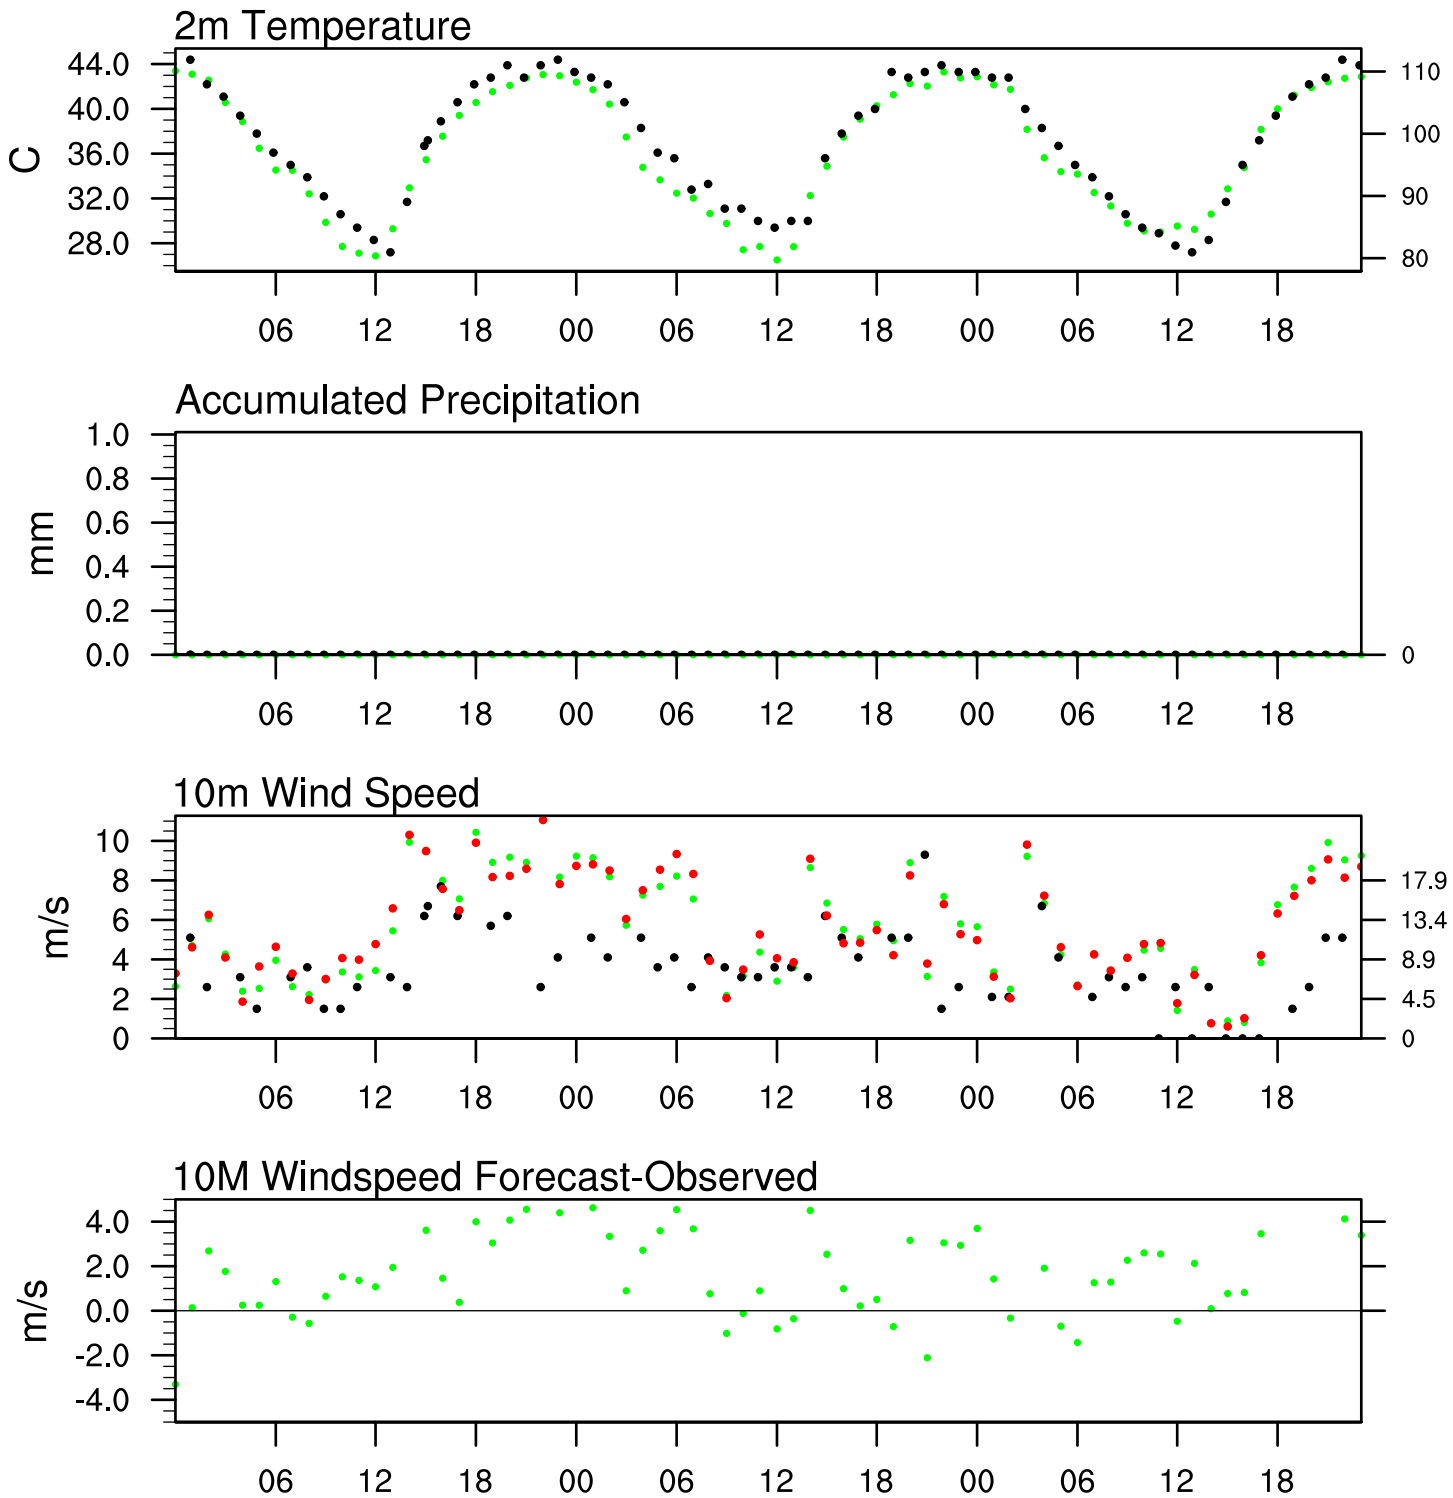 2m Temperature
44.0
40.0
36.0
32.0
28.0
C
110
100
90
80
06 12 18 00 06 12 18 00 06 12 18
Accumulated Precipitation
1.0
0.8
0.6
0.4
0.2
0.0
mm
0
06 12 18 00 06 12 18 00 06 12 18
10m Wind Speed
10
8
6
4
2
0
m/s
17.9
13.4
8.9
4.5
0
06 12 18 00 06 12 18 00 06 12 18
10M Windspeed Forecast-Observed
4.0
2.0
0.0
-2.0
-4.0
m/s
06 12 18 00 06 12 18 00 06 12 18